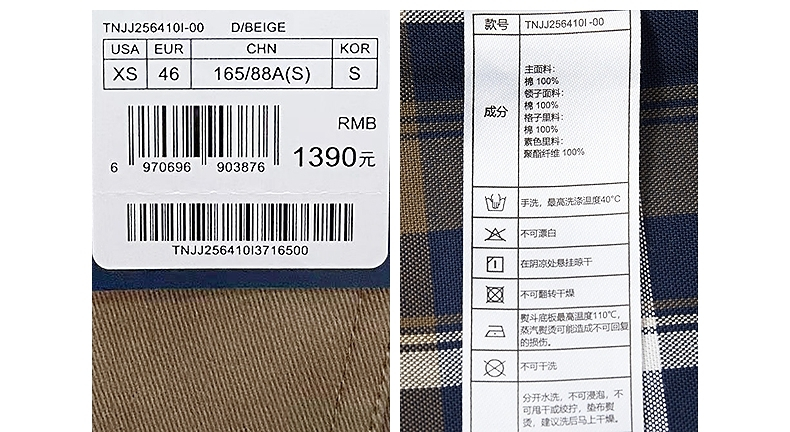 TNJJ256410I-00 D/BEIGE
USA EUR CHN KOR
XS 46 165/88A(S) S
RMB
1390元
6 970696 903876
TNJJ256410I3716500
款号 TNJJ256410I-00
成分
主面料:
棉 100%
领子面料:
棉 100%
格子里料:
棉 100%
素色里料:
聚酯纤维 100%
手洗，最高洗涤温度40°C
不可漂白
在阴凉处悬挂晾干
不可翻转干燥
熨斗底板最高温度110℃,
蒸汽熨烫可能造成不可回复
的损伤。
不可干洗
分开水洗，不可浸泡，不
可甩干或绞拧，垫布熨
烫，建议洗后马上干燥。